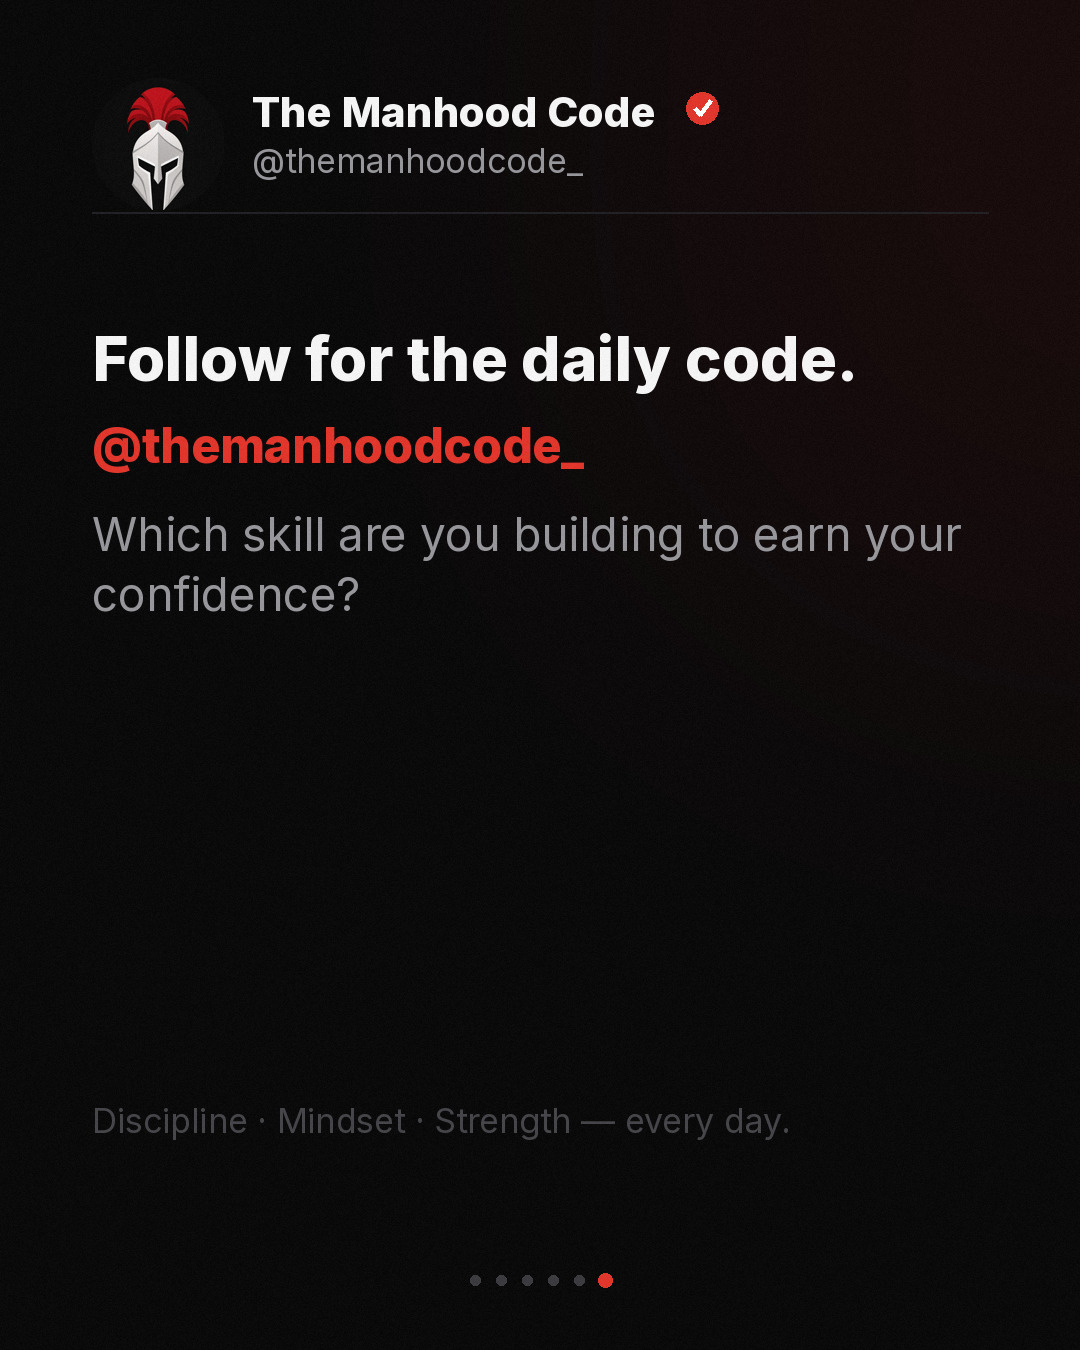 The Manhood Code
@themanhoodcode_
Follow for the daily code.
@themanhoodcode_
Which skill are you building to earn your
confidence?
Discipline · Mindset · Strength — every day.